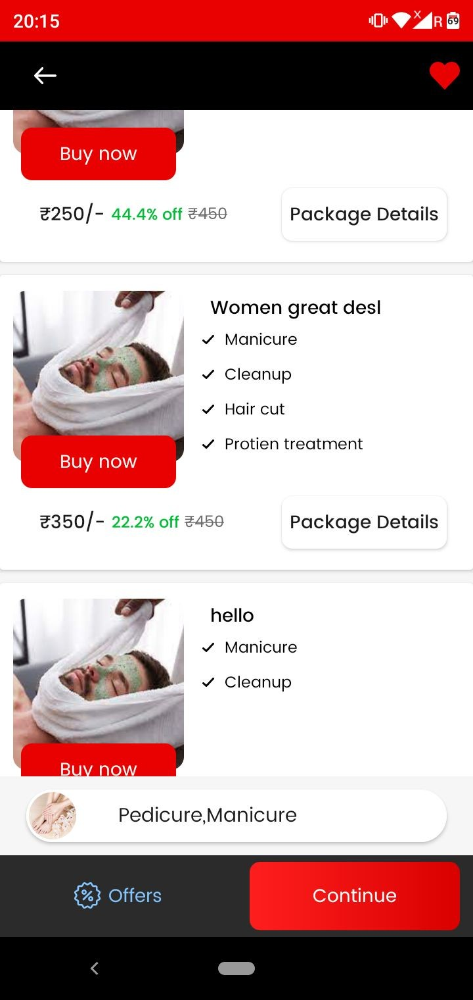 20:15
X R 69
Buy now
₹250/- 44.4% off ₹450
Package Details
Women great desl
Manicure
Cleanup
Hair cut
Protien treatment
Buy now
₹350/- 22.2% off ₹450
Package Details
hello
Manicure
Cleanup
Buy now
Pedicure,Manicure
Offers
Continue